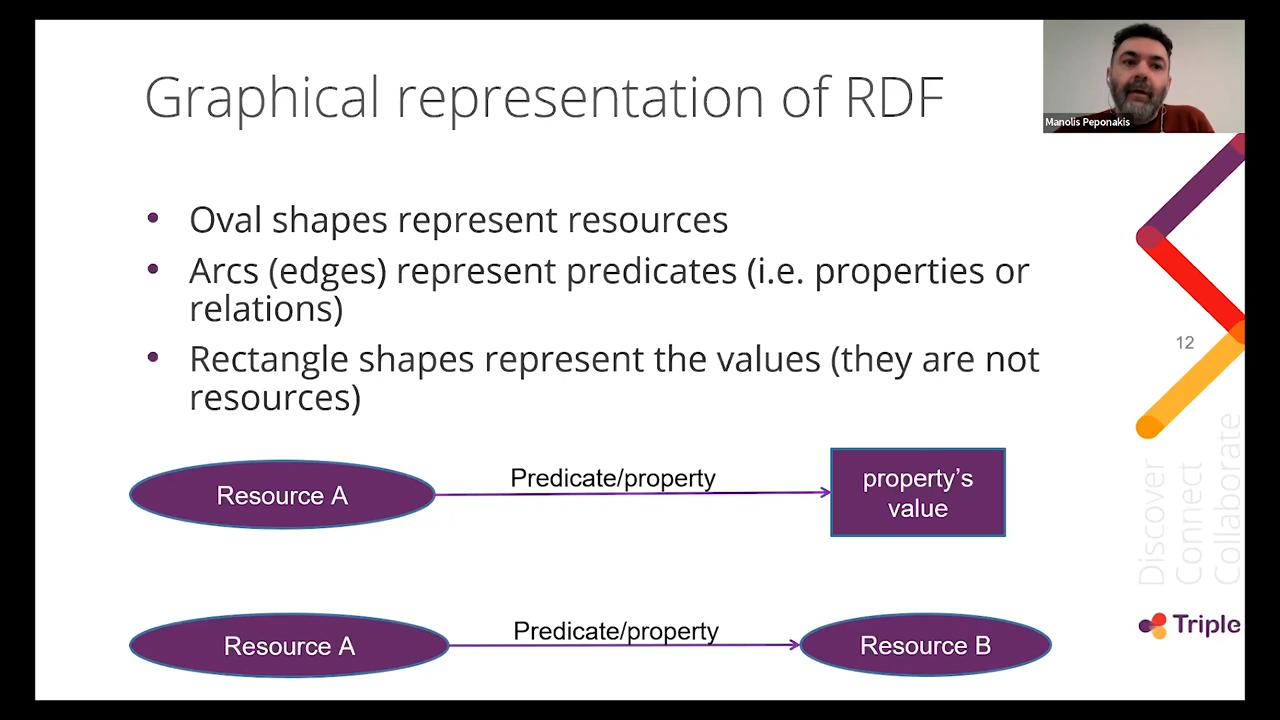 Graphical representation of RDF
Manolis Peponakis
• Oval shapes represent resources
• Arcs (edges) represent predicates (i.e. properties or
relations)
• Rectangle shapes represent the values (they are not
resources)
12
Resource A
Predicate/property
property’s
value
Resource A
Predicate/property
Resource B
Discover
Connect
Collaborate
Triple